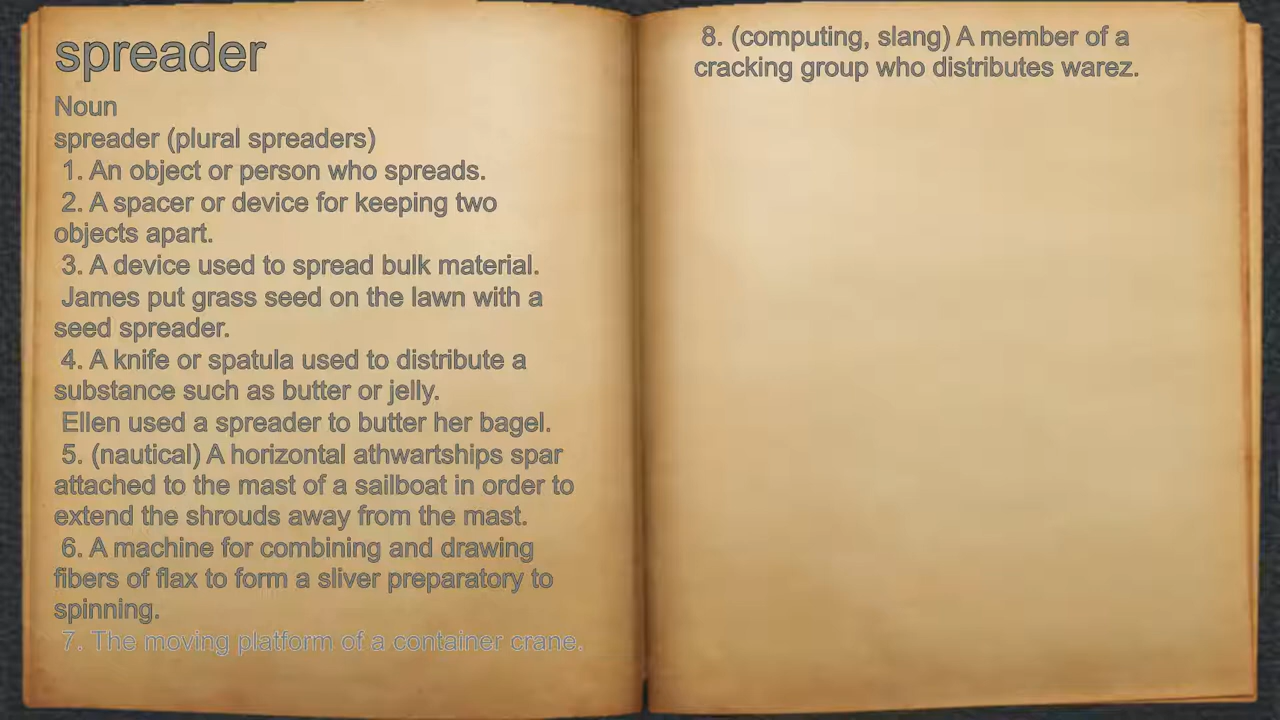 spreader
Noun
spreader (plural spreaders)
1. An object or person who spreads.
2. A spacer or device for keeping two
objects apart.
3. A device used to spread bulk material.
James put grass seed on the lawn with a
seed spreader.
4. A knife or spatula used to distribute a
substance such as butter or jelly.
Ellen used a spreader to butter her bagel.
5. (nautical) A horizontal athwartships spar
attached to the mast of a sailboat in order to
extend the shrouds away from the mast.
6. A machine for combining and drawing
fibers of flax to form a sliver preparatory to
spinning.
7. The moving platform of a container crane.
8. (computing, slang) A member of a
cracking group who distributes warez.